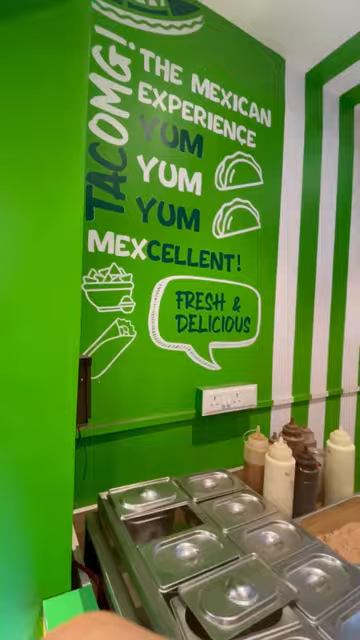 TACOMG!
THE MEXICAN
EXPERIENCE
YUM
YUM
YUM
MEXCELLENT!
FRESH &
DELICIOUS